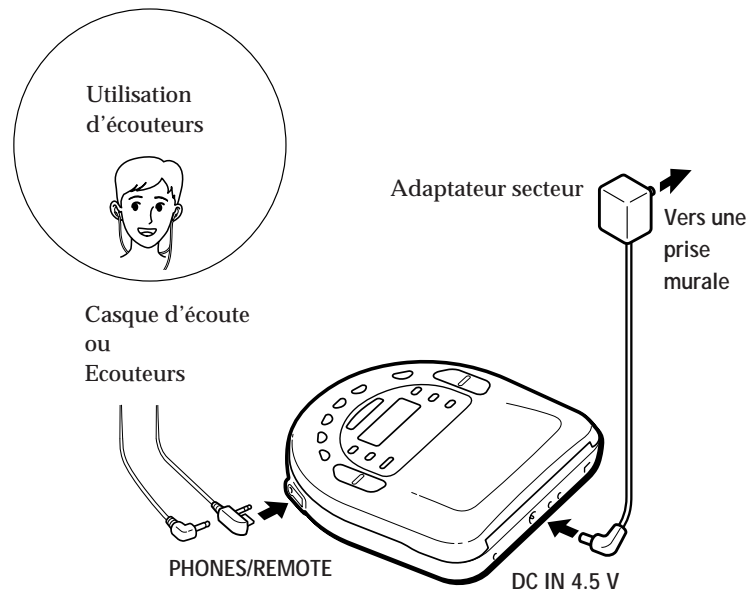 Utilisation
d'écouteurs
Adaptateur secteur
Vers une
prise
murale
Casque d'écoute
ou
Ecouteurs
PHONES/REMOTE
DC IN 4.5 V